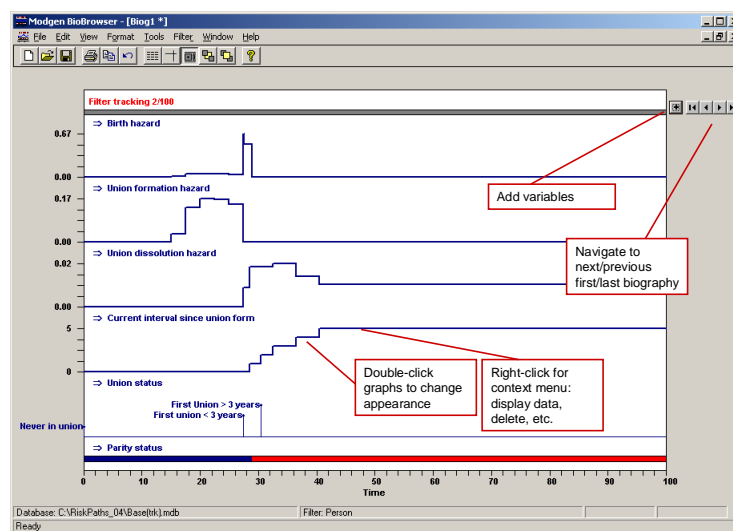 Modgen BioBrowser - [Biog1 *]
File Edit View Format Tools Filter Window Help
Filter tracking 2/100
⇒ Birth hazard
0.67
0.00
⇒ Union formation hazard
0.17
0.00
⇒ Union dissolution hazard
0.02
0.00
⇒ Current interval since union form
5
0
⇒ Union status
First Union > 3 years
First union < 3 years
Never in union
⇒ Parity status
0 10 20 30 40 50 60 70 80 90 100
Time
Add variables
Navigate to
next/previous
first/last biography
Double-click
graphs to change
appearance
Right-click for
context menu:
display data,
delete, etc.
Database: C:\RiskPaths_04\Base(trk).mdb Filter: Person
Ready